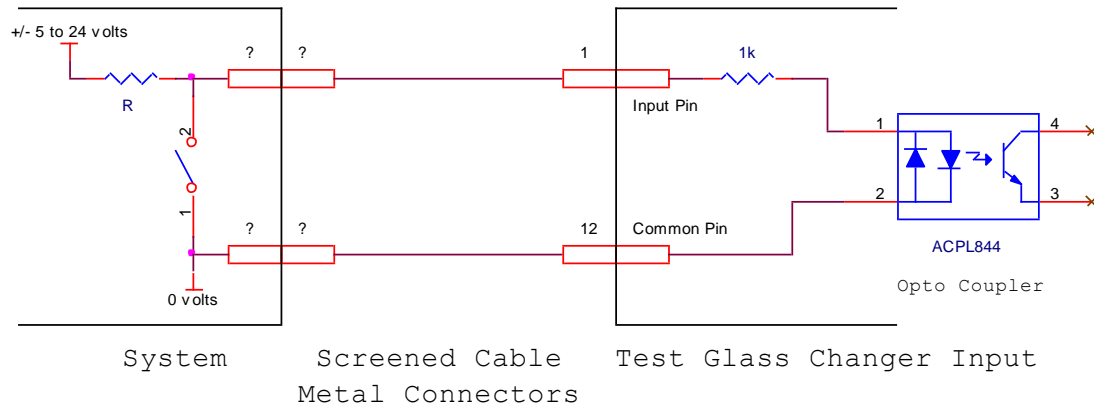 +/- 5 to 24 volts
R
?
?
1
1k
Input Pin
2
1
?
?
12
Common Pin
0 volts
1
2
4
3
ACPL844
Opto Coupler
System
Screened Cable
Metal Connectors
Test Glass Changer Input